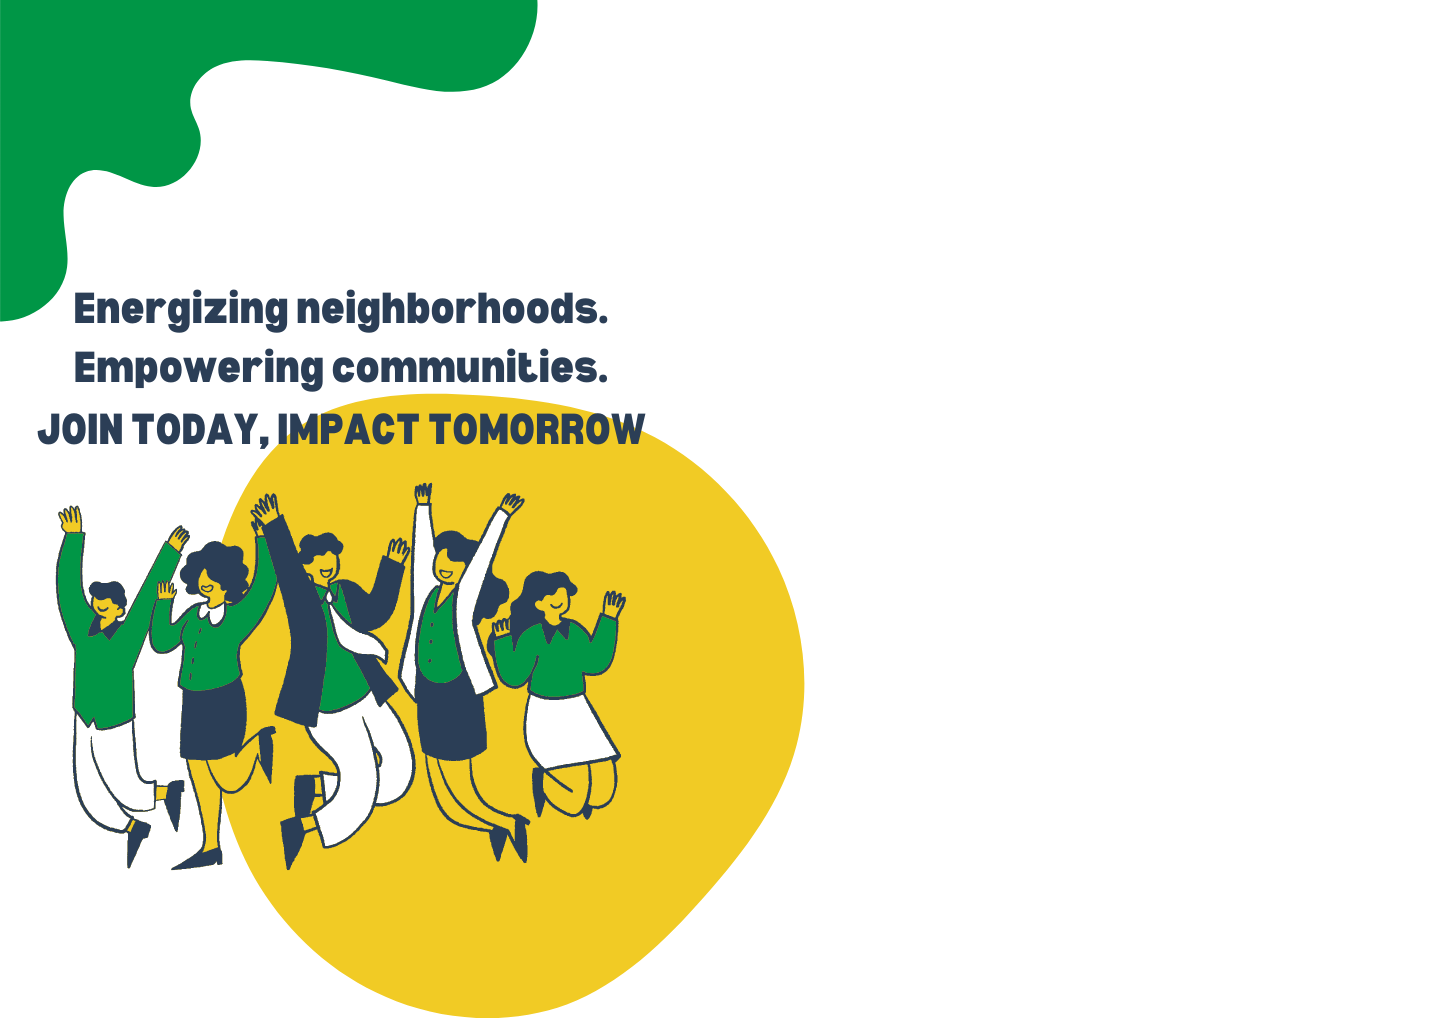 Energizing neighborhoods.
Empowering communities.
JOIN TODAY, IMPACT TOMORROW